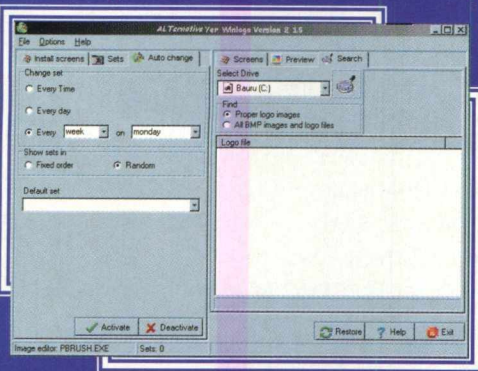 ALTernative Yer Winlogo Version 2.15
File Options Help
Install screens Sets Auto change
Change set
Every Time
Every day
Every week on monday
Show sets in
Fixed order Random
Default set
Activate Deactivate
Image editor: PBRUSH.EXE Sets: 0
Screens Preview Search
Select Drive
Bauru (C:)
Find
Proper logo images
All BMP images and logo files
Logo file
Restore Help Exit